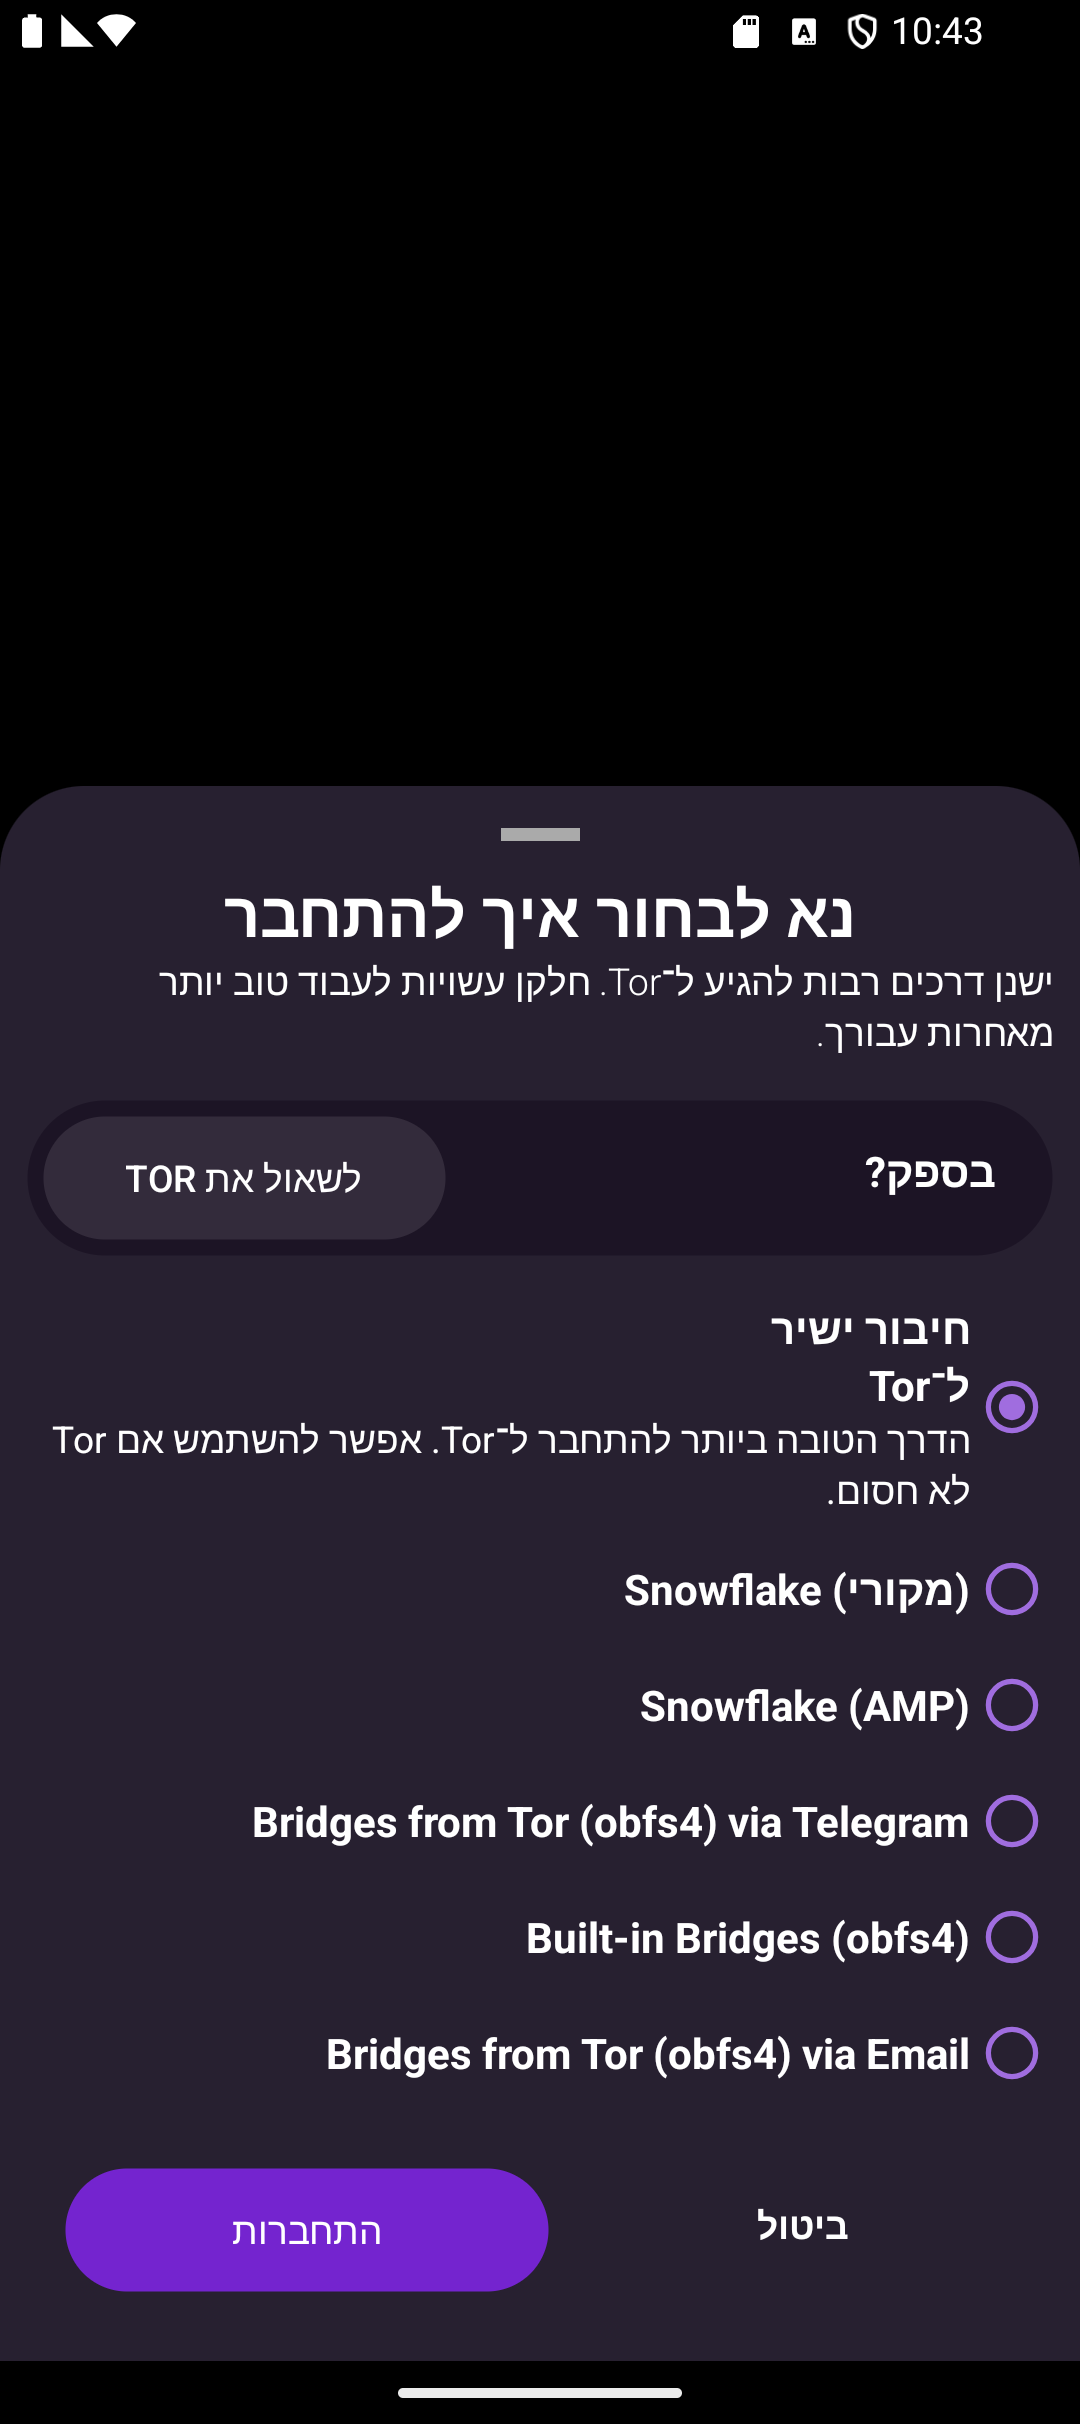 10:43
נא לבחור איך להתחבר
ישנן דרכים רבות להגיע ל־Tor. חלקן עשויות לעבוד טוב יותר
מאחרות עבורך.
בספק?
לשאול את TOR
חיבור ישיר
ל־Tor
הדרך הטובה ביותר להתחבר ל־Tor. אפשר להשתמש אם Tor
לא חסום.
Snowflake (מקורי)
Snowflake (AMP)
Bridges from Tor (obfs4) via Telegram
Built-in Bridges (obfs4)
Bridges from Tor (obfs4) via Email
ביטול
התחברות